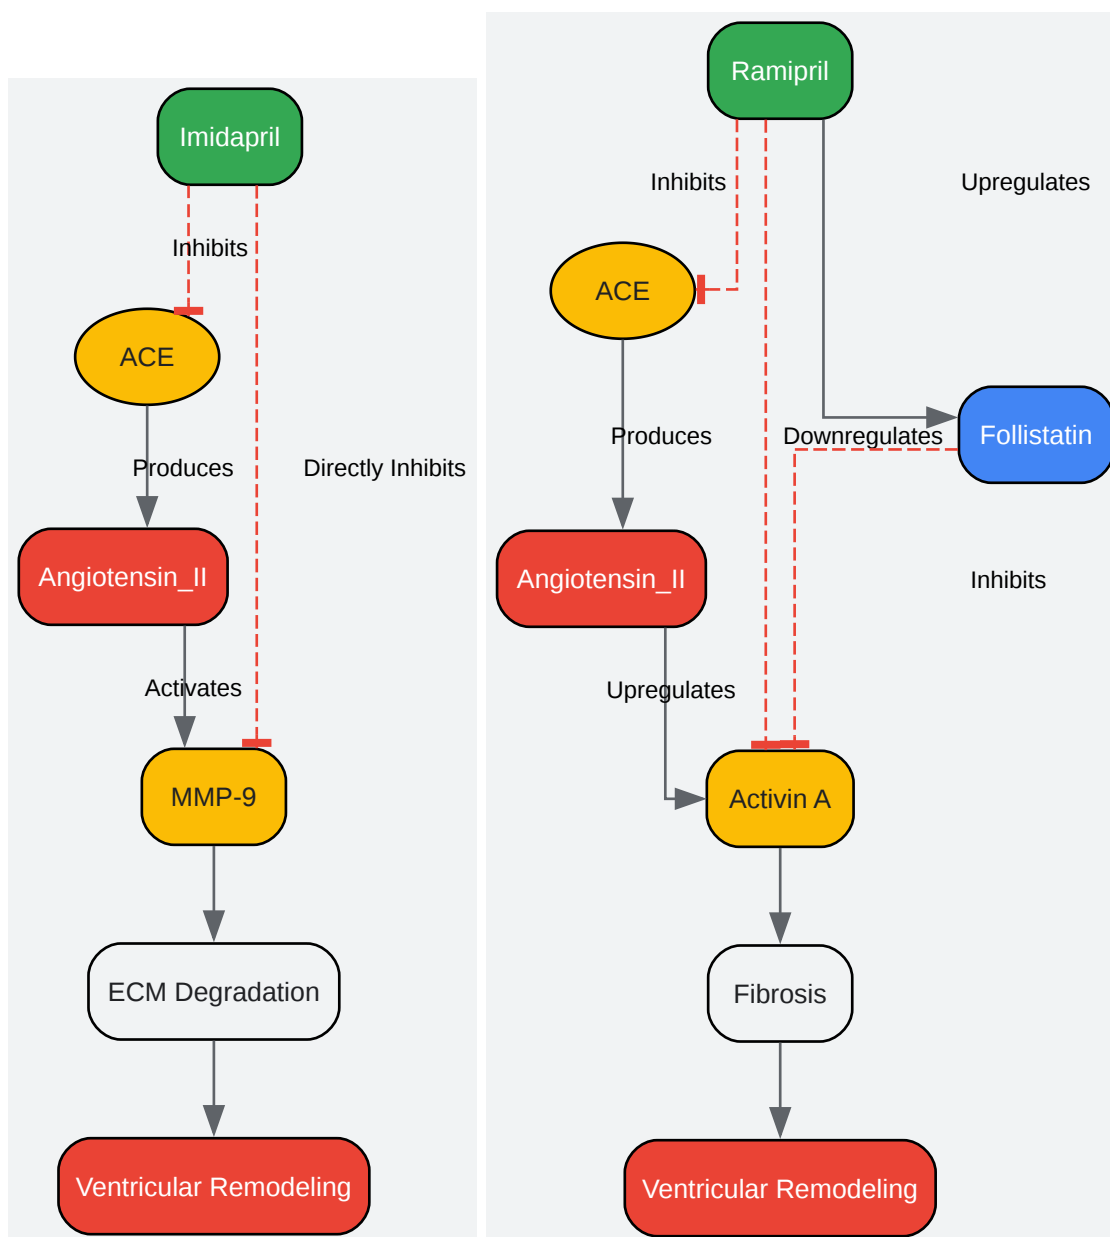 Imidapril
Inhibits
ACE
Produces
Directly Inhibits
Angiotensin_II
Activates
MMP-9
ECM Degradation
Ventricular Remodeling
Ramipril
Inhibits
Upregulates
ACE
Produces
Downregulates
Follistatin
Angiotensin_II
Inhibits
Upregulates
Activin A
Fibrosis
Ventricular Remodeling